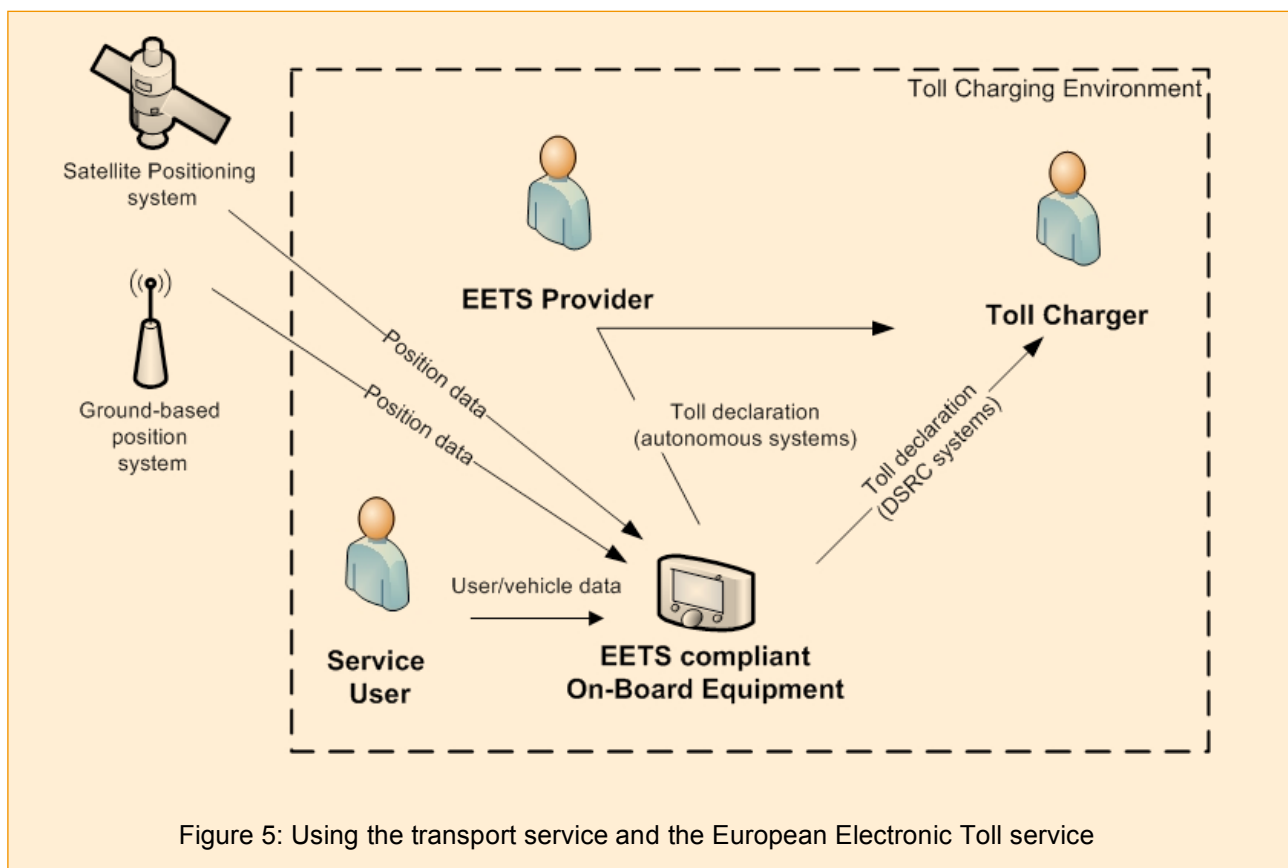 Toll Charging Environment
Satellite Positioning
system
EETS Provider
Toll Charger
Ground-based
position
system
Position data
Position data
Toll declaration
(autonomous systems)
Toll declaration
(DSRC systems)
User/vehicle data
Service
User
EETS compliant
On-Board Equipment
Figure 5: Using the transport service and the European Electronic Toll service